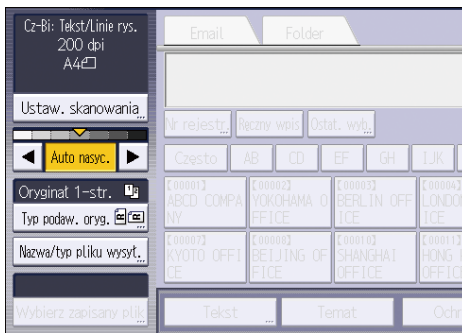 Cz-Bi: Tekst/Linie rys.
200 dpi
A4
Ustaw. skanowania
Auto nasyc.
Oryginat 1-str.
Typ podaw. oryg.
Nazwa/typ pliku wysył.
Wybierz zapisany plik
Email Folder
Nr rejestr. Ręczny wpis Ostat. wyb.
Często AB CD EF GH IJK
[00001] [00002] [00003] [00006]
ABCD COMPA YOKOHAMA O BERLIN OFF LONDO
NY FFICE ICE ICE
[00007] [00008] [00010] [00011]
KYOTO OFFI BEIJING OF SHANGHAI HONG
CE FICE OFFICE OFFIC
Tekst Temat Ochr